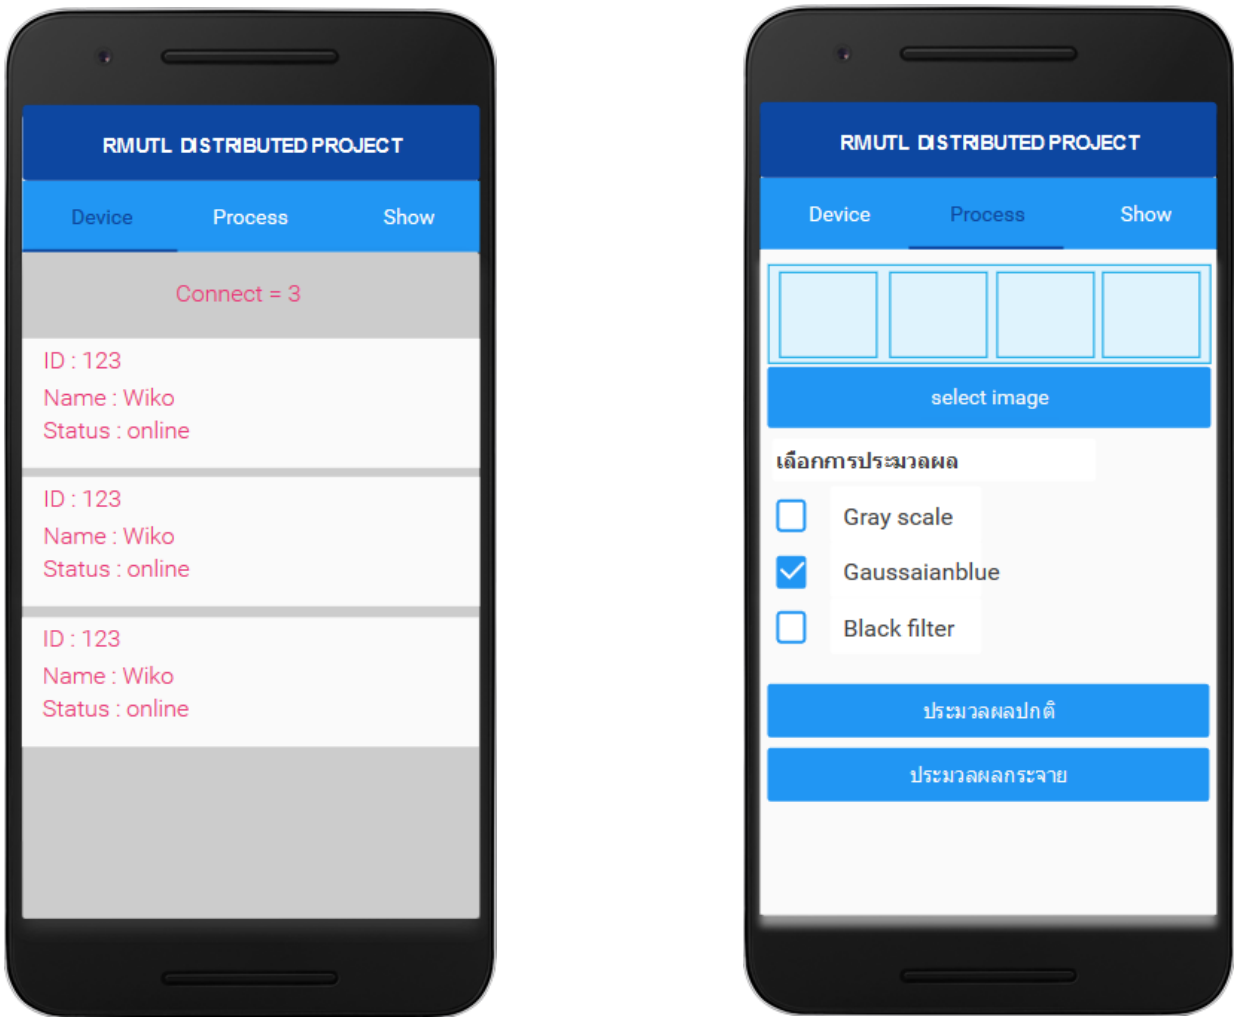 RMUTL DISTRIBUTED PROJECT
Device Process Show
Connect = 3
ID : 123
Name : Wiko
Status : online
ID : 123
Name : Wiko
Status : online
ID : 123
Name : Wiko
Status : online
RMUTL DISTRIBUTED PROJECT
Device Process Show
select image
เลือกการประมวลผล
Gray scale
Gaussaianblue
Black filter
ประมวลผลปกติ
ประมวลผลกระจาย